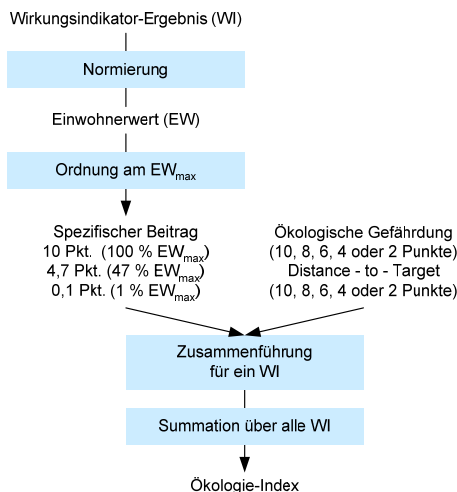 Wirkungsindikator-Ergebnis (WI)
Normierung
Einwohnerwert (EW)
Ordnung am EWmax
Spezifischer Beitrag
10 Pkt. (100 % EWmax)
4,7 Pkt. (47 % EWmax)
0,1 Pkt. (1 % EWmax)
Ökologische Gefährdung
(10, 8, 6, 4 oder 2 Punkte)
Distance - to - Target
(10, 8, 6, 4 oder 2 Punkte)
Zusammenführung
für ein WI
Summation über alle WI
Ökologie-Index